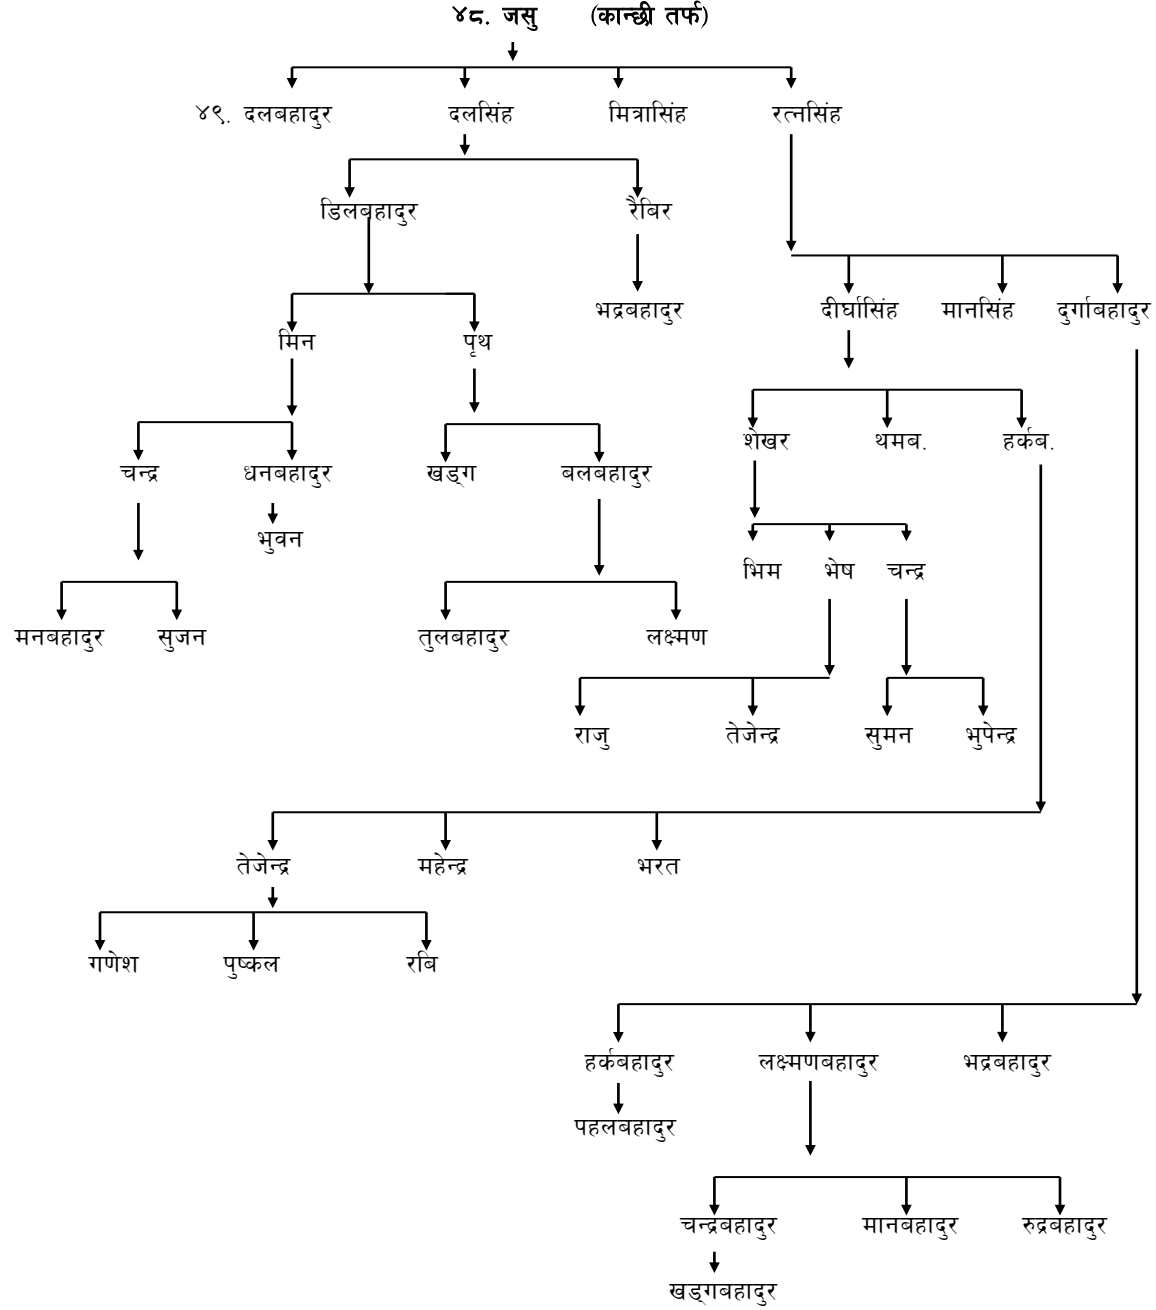 ४८. जसु (कान्छी तर्फ)
४९. दलबहादुर दलसिंह मित्रासिंह रत्नसिंह
डिलबहादुर रैबिर
भद्रबहादुर दीर्घासिंह मानसिंह दुर्गाबहादुर
मिन पृथ
शेखर थमब. हर्कब.
चन्द्र धनबहादुर खड्ग बलबहादुर
भुवन
भिम भेष चन्द्र
मनबहादुर सुजन तुलबहादुर लक्ष्मण
राजु तेजेन्द्र सुमन भुपेन्द्र
तेजेन्द्र महेन्द्र भरत
गणेश पुष्कल रबि
हर्कबहादुर लक्ष्मणबहादुर भद्रबहादुर
पहलबहादुर
चन्द्रबहादुर मानबहादुर रुद्रबहादुर
खड्गबहादुर